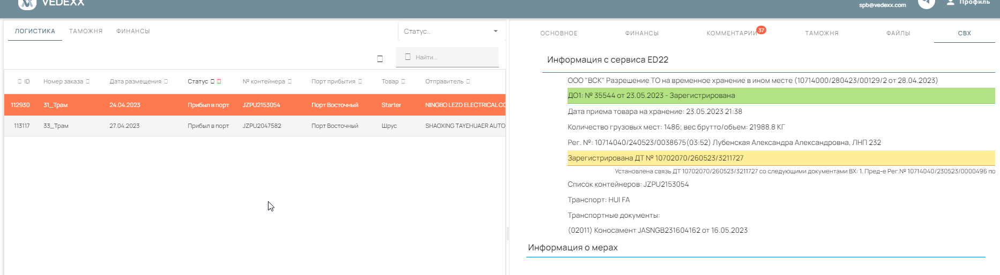 VEDEXX
spb@vedexx.com
Профиль
ЛОГИСТИКА ТАМОЖНЯ ФИНАНСЫ
Статус..
Найти...
ID Номер заказа Дата размещения Статус № контейнера Порт прибытия Товар Отправитель
112930 31_Трам 24.04.2023 Прибыл в порт JZPU2153054 Порт Восточный Starter NINGBO LEZD ELECTRICAL CO
113117 33_Трам 27.04.2023 Прибыл в порт JZPU2047582 Порт Восточный Шрус SHAOXING TAYEHUAER AUTO
ОСНОВНОЕ ФИНАНСЫ КОММЕНТАРИИ 37 ТАМОЖНЯ ФАЙЛЫ СВХ
Информация с сервиса ED22
ООО "ВСК" Разрешение ТО на временное хранение в ином месте (10714000/280423/00129/2 от 28.04.2023)
ДО1: № 35544 от 23.05.2023 - Зарегистрирована
Дата приема товара на хранение: 23.05.2023 21:38
Количество грузовых мест: 1486; вес брутто/объем: 21988.8 КГ
Рег. №: 10714040/240523/0038675(03:52) Лубенская Александра Александровна, ЛНП 232
Зарегистрирована ДТ № 10702070/260523/3211727
Установлена связь ДТ 10702070/260523/3211727 со следующими документами ВХ: 1. Пред-е Рег.№ 10714040/230523/0000496 по
Список контейнеров: JZPU2153054
Транспорт: HUI FA
Транспортные документы:
(02011) Коносамент JASNGB231604162 от 16.05.2023
Информация о мерах